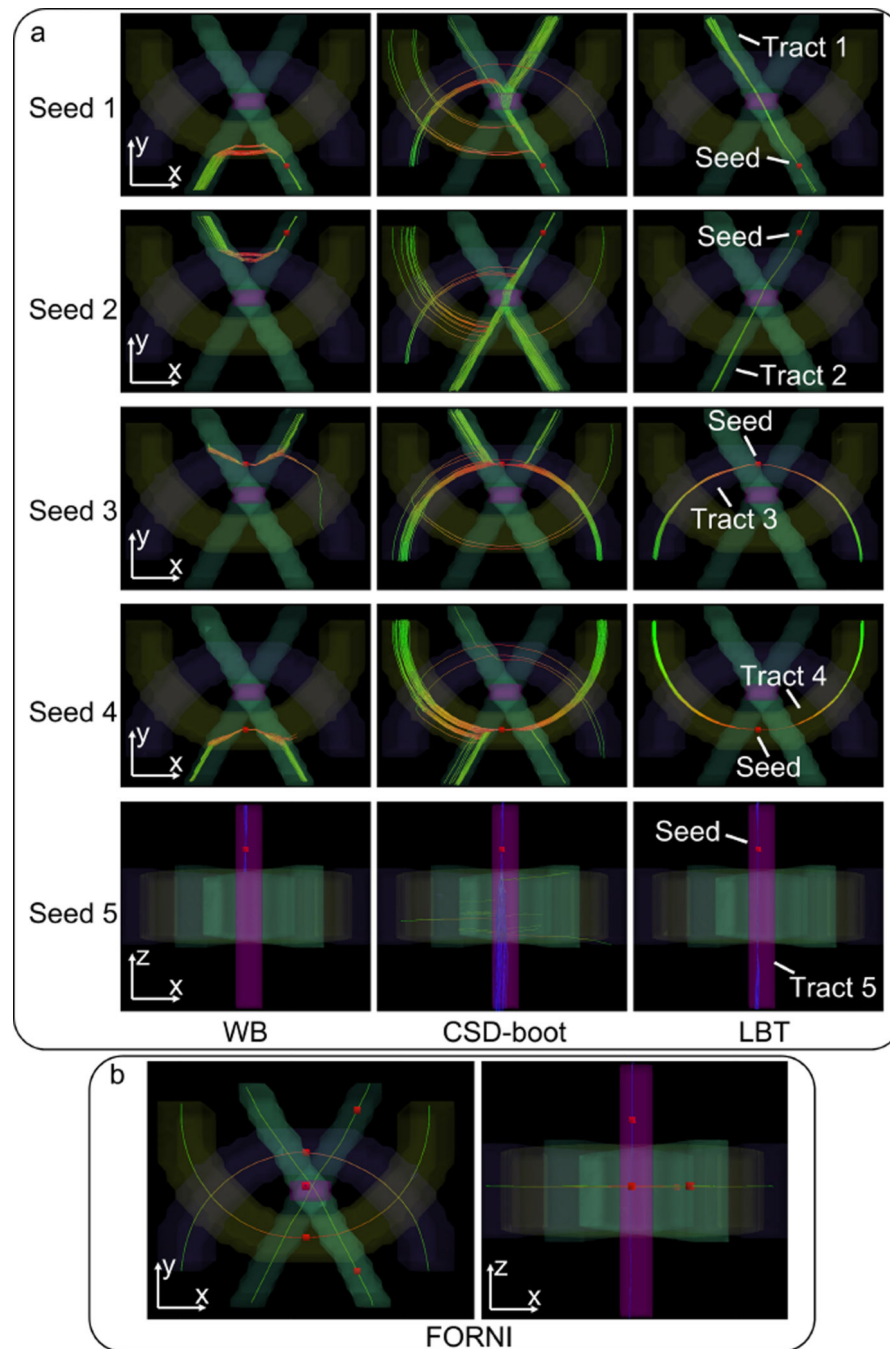 a
Seed 1
y
x
Tract 1
Seed
Seed 2
y
x
Seed
Tract 2
Seed 3
y
x
Seed
Tract 3
Seed 4
y
x
Tract 4
Seed
Seed 5
z
x
Seed
Tract 5
WB CSD-boot LBT
b
y
x
z
x
FORNI